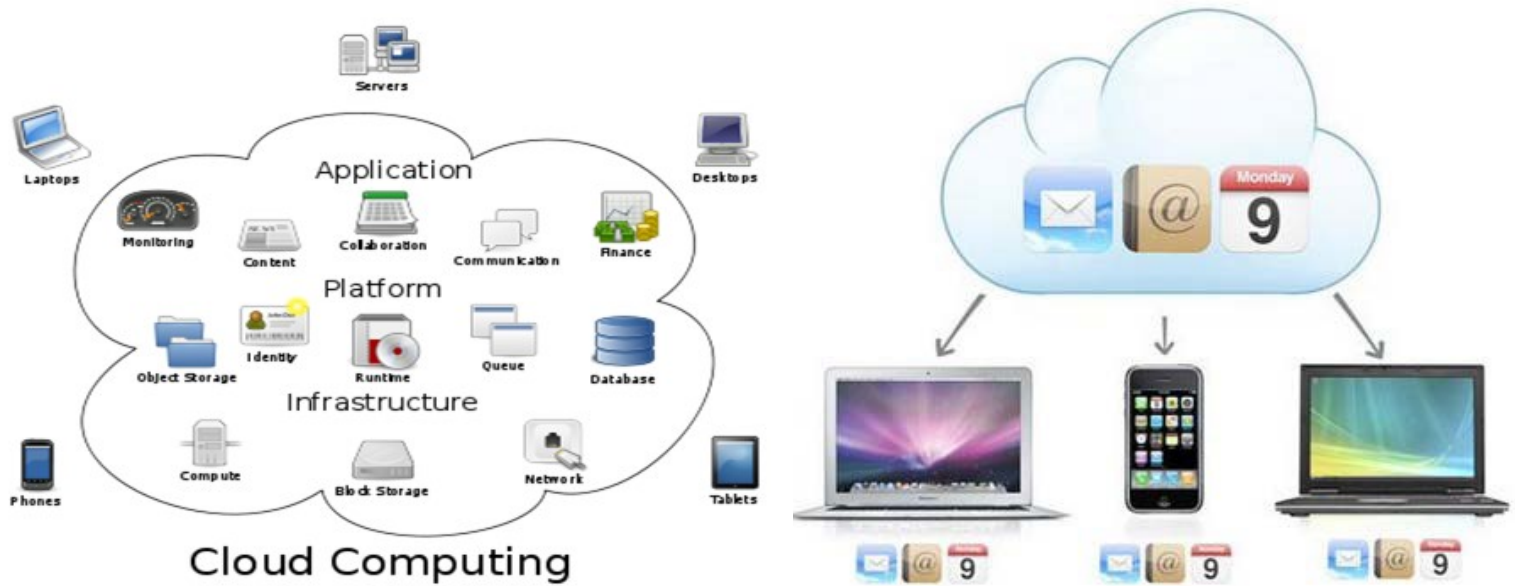 Servers
Laptops
Desktops
Application
Monitoring
Content
Collaboration
Communication
Finance
Platform
Object Storage
Identity
Runtime
Queue
Database
Infrastructure
Compute
Block Storage
Network
Phones
Tablets
Cloud Computing
@
Monday
9
@
9
@
9
@
9